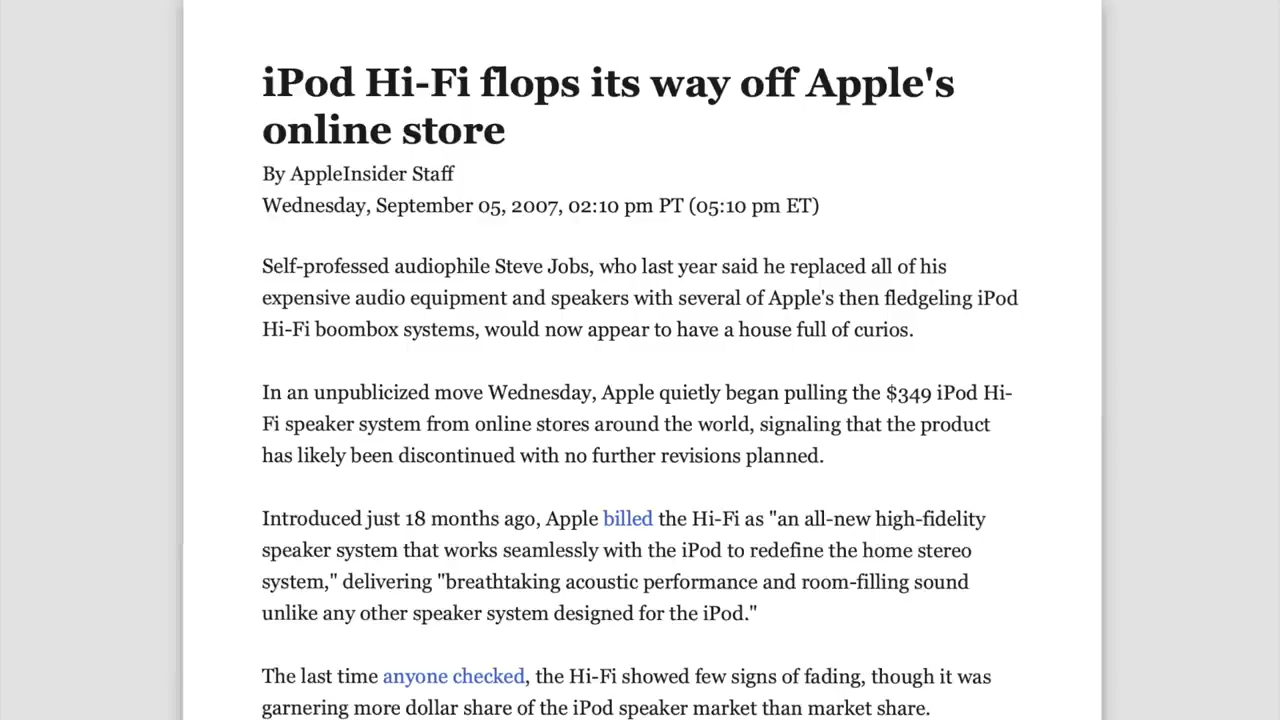 iPod Hi-Fi flops its way off Apple's
online store
By AppleInsider Staff
Wednesday, September 05, 2007, 02:10 pm PT (05:10 pm ET)
Self-professed audiophile Steve Jobs, who last year said he replaced all of his
expensive audio equipment and speakers with several of Apple's then fledgeling iPod
Hi-Fi boombox systems, would now appear to have a house full of curios.
In an unpublicized move Wednesday, Apple quietly began pulling the $349 iPod Hi-
Fi speaker system from online stores around the world, signaling that the product
has likely been discontinued with no further revisions planned.
Introduced just 18 months ago, Apple billed the Hi-Fi as "an all-new high-fidelity
speaker system that works seamlessly with the iPod to redefine the home stereo
system," delivering "breathtaking acoustic performance and room-filling sound
unlike any other speaker system designed for the iPod."
The last time anyone checked, the Hi-Fi showed few signs of fading, though it was
garnering more dollar share of the iPod speaker market than market share.